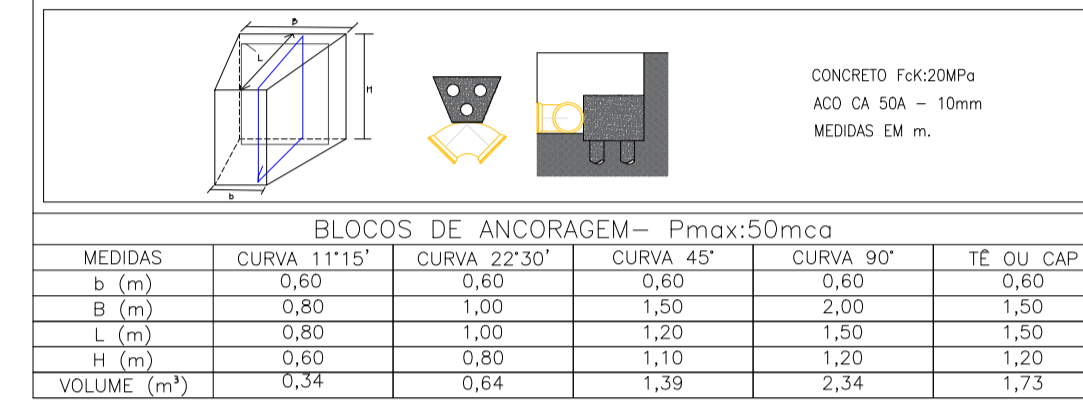 B
L
H
b
CONCRETO FcK:20MPa
ACO CA 50A – 10mm
MEDIDAS EM m.
BLOCOS DE ANCORAGEM– Pmax:50mca
MEDIDAS CURVA 11°15' CURVA 22°30' CURVA 45° CURVA 90° TÊ OU CAP
b (m) 0,60 0,60 0,60 0,60 0,60
B (m) 0,80 1,00 1,50 2,00 1,50
L (m) 0,80 1,00 1,20 1,50 1,50
H (m) 0,60 0,80 1,10 1,20 1,20
VOLUME (m³) 0,34 0,64 1,39 2,34 1,73